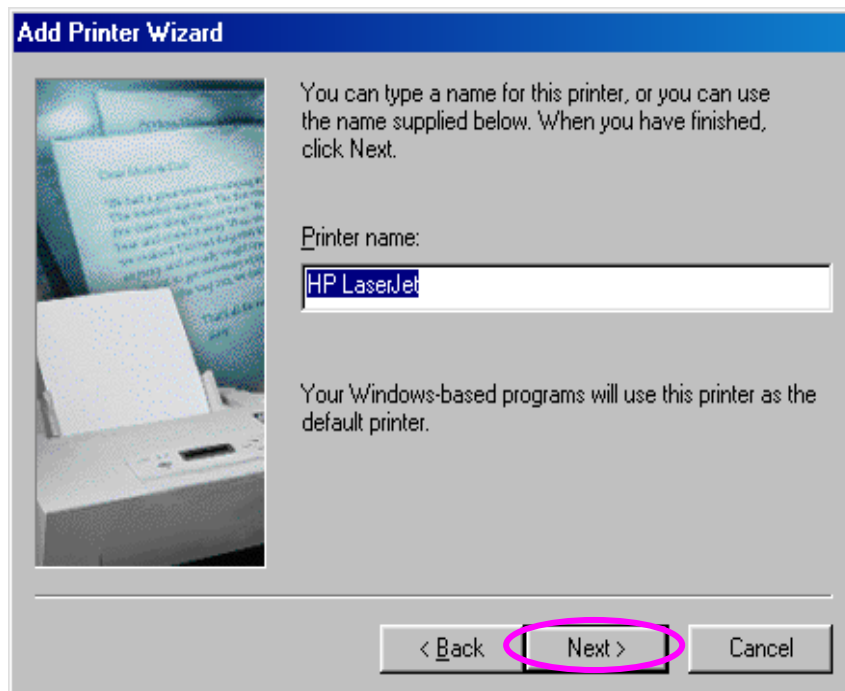 Add Printer Wizard
You can type a name for this printer, or you can use
the name supplied below. When you have finished,
click Next.
Printer name:
HP LaserJet
Your Windows-based programs will use this printer as the
default printer.
< Back
Next >
Cancel